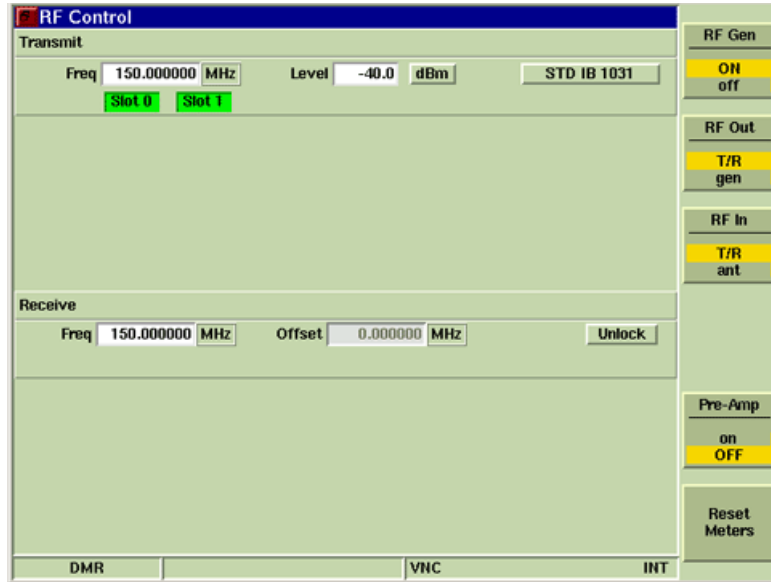 RF Control
Transmit
Freq 150.000000 MHz Level -40.0 dBm STD IB 1031
Slot 0 Slot 1
Receive
Freq 150.000000 MHz Offset 0.000000 MHz Unlock
DMR VNC INT
RF Gen
ON
off
RF Out
T/R
gen
RF In
T/R
ant
Pre-Amp
on
OFF
Reset
Meters